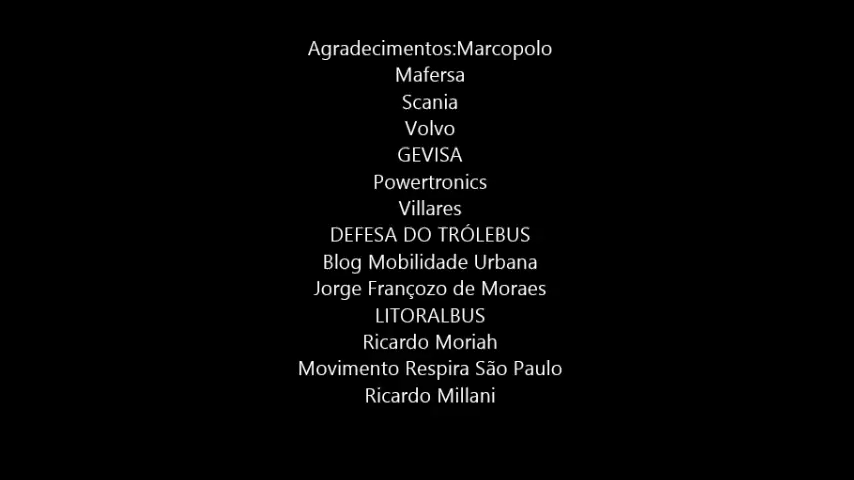 Agradecimentos:Marcopolo
Mafersa
Scania
Volvo
GEVISA
Powertronics
Villares
DEFESA DO TRÓLEBUS
Blog Mobilidade Urbana
Jorge Françozo de Moraes
LITORALBUS
Ricardo Moriah
Movimento Respira São Paulo
Ricardo Millani